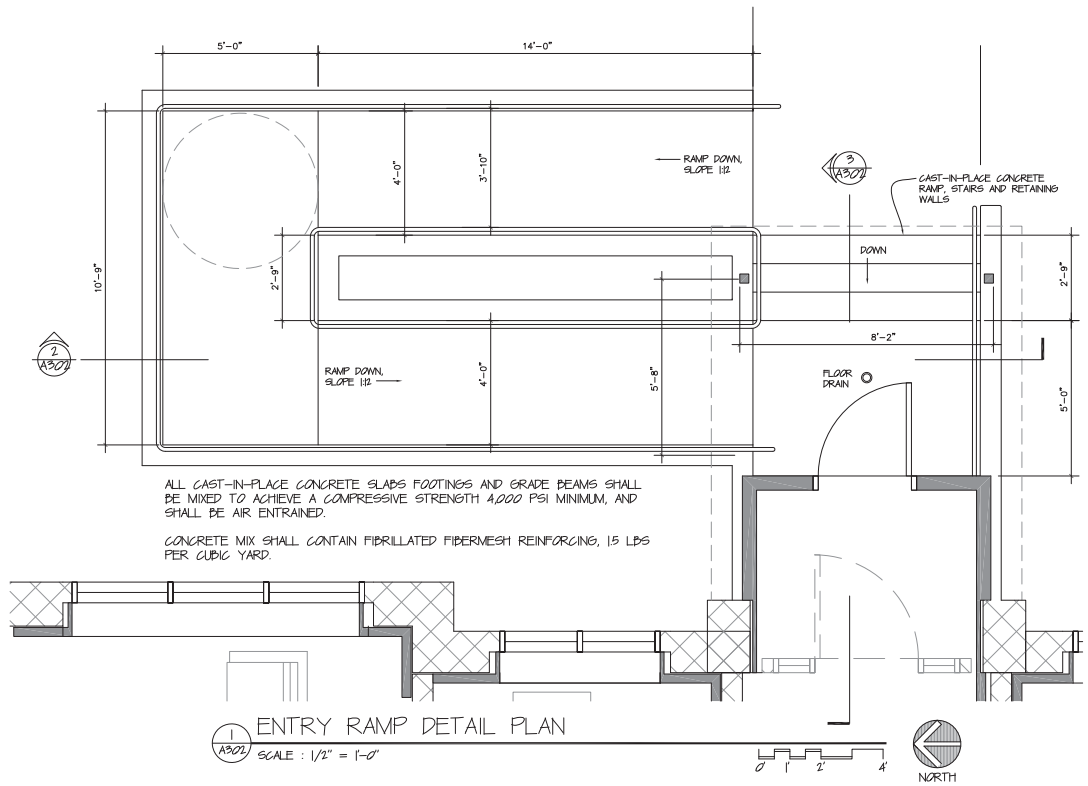 5'-0"
14'-0"
RAMP DOWN,
SLOPE 1:12
3
A302
CAST-IN-PLACE CONCRETE
RAMP, STAIRS AND RETAINING
WALLS
4'-0"
3'-10"
DOWN
10'-9"
2'-9"
2'-9"
8'-2"
2
A302
RAMP DOWN,
SLOPE 1:12
4'-0"
5'-8"
FLOOR
DRAIN
5'-0"
ALL CAST-IN-PLACE CONCRETE SLABS FOOTINGS AND GRADE BEAMS SHALL
BE MIXED TO ACHIEVE A COMPRESSIVE STRENGTH 4,000 PSI MINIMUM, AND
SHALL BE AIR ENTRAINED.
CONCRETE MIX SHALL CONTAIN FIBRILLATED FIBERMESH REINFORCING, 1.5 LBS
PER CUBIC YARD.
1
A302
ENTRY RAMP DETAIL PLAN
SCALE : 1/2" = 1'-0"
0' 1' 2' 4'
NORTH